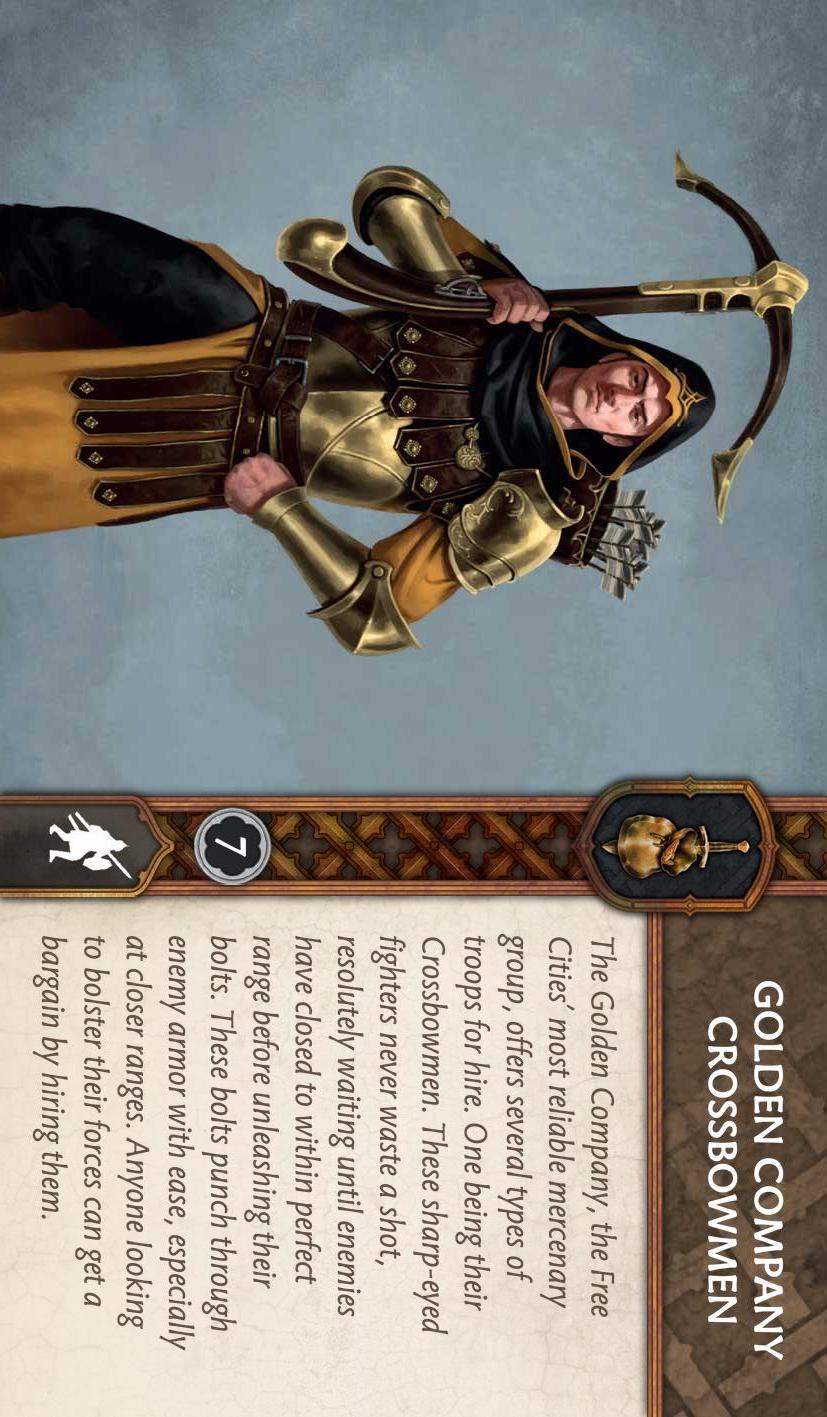 GOLDEN COMPANY
CROSSBOWMEN
The Golden Company, the Free
Cities' most reliable mercenary
group, offers several types of
troops for hire. One being their
Crossbowmen. These sharp-eyed
fighters never waste a shot,
resolutely waiting until enemies
have closed to within perfect
range before unleashing their
bolts. These bolts punch through
enemy armor with ease, especially
at closer ranges. Anyone looking
to bolster their forces can get a
bargain by hiring them.
7